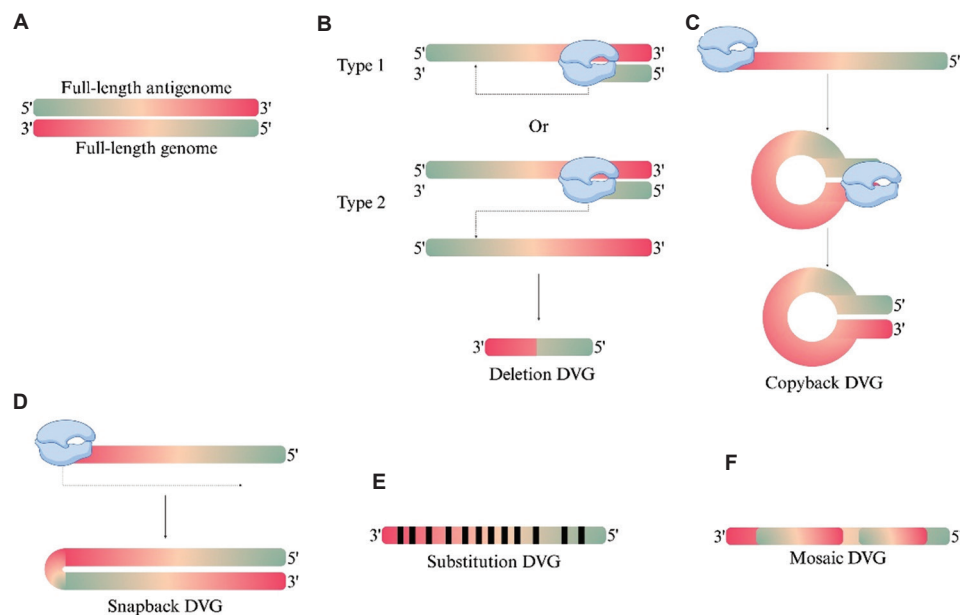 A
Full-length antigenome
5' 3'
3' 5'
Full-length genome
B
Type 1
5' 3'
3' 5'
Or
Type 2
5' 3'
3' 5'
5' 3'
3' 5'
Deletion DVG
C
5'
5'
3'
Copyback DVG
D
5'
5'
3'
Snapback DVG
E
3' 5'
Substitution DVG
F
3' 5'
Mosaic DVG